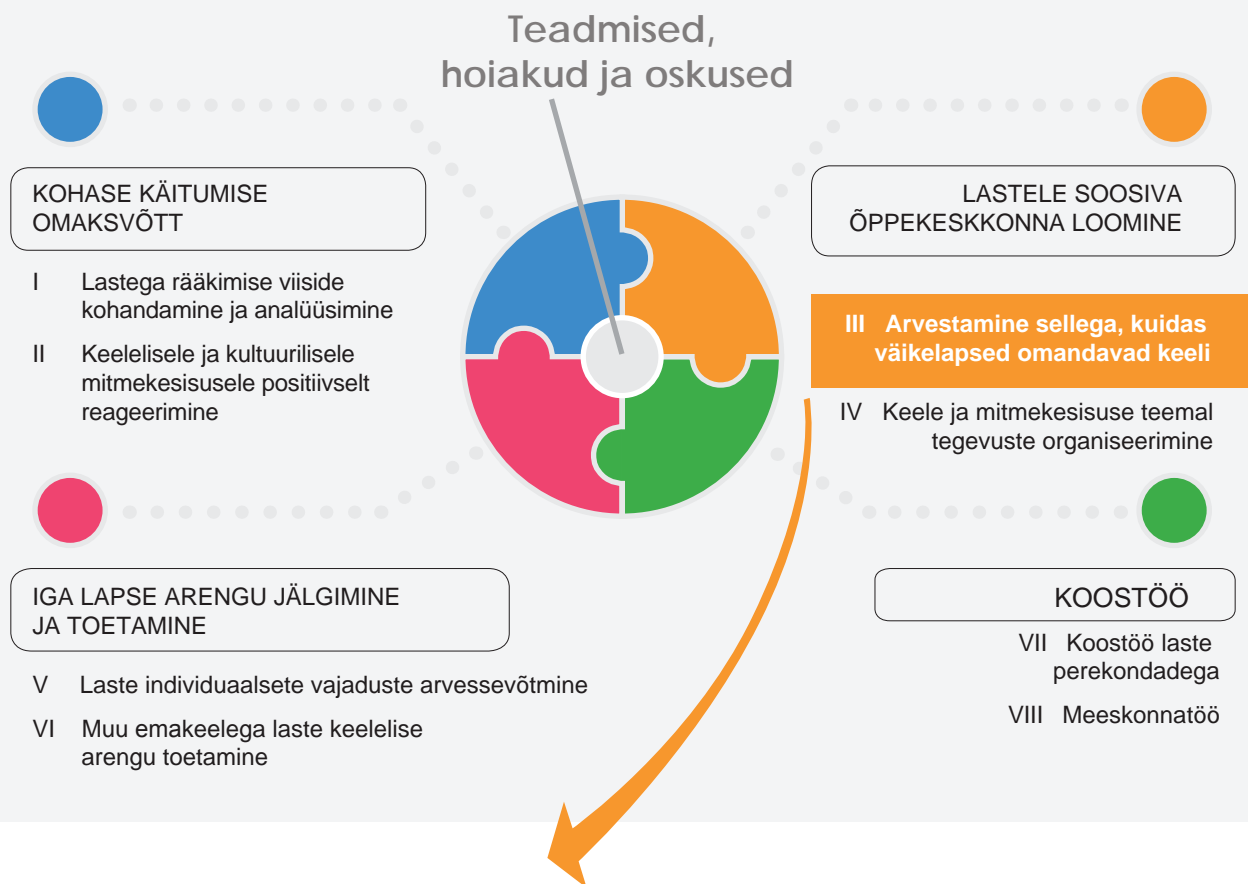 Teadmised,
hoiakud ja oskused
KOHASE KÄITUMISE
OMAKSVÕTT
I Lastega rääkimise viiside
kohandamine ja analüüsimine
II Keelelisele ja kultuurilisele
mitmekesisusele positiivselt
reageerimine
LASTELE SOOSIVA
ÕPPEKESKKONNA LOOMINE
III Arvestamine sellega, kuidas
väikelapsed omandavad keeli
IV Keele ja mitmekesisuse teemal
tegevuste organiseerimine
IGA LAPSE ARENGU JÄLGIMINE
JA TOETAMINE
V Laste individuaalsete vajaduste arvessevõtmine
VI Muu emakeelega laste keelelise
arengu toetamine
KOOSTÖÖ
VII Koostöö laste
perekondadega
VIII Meeskonnatöö